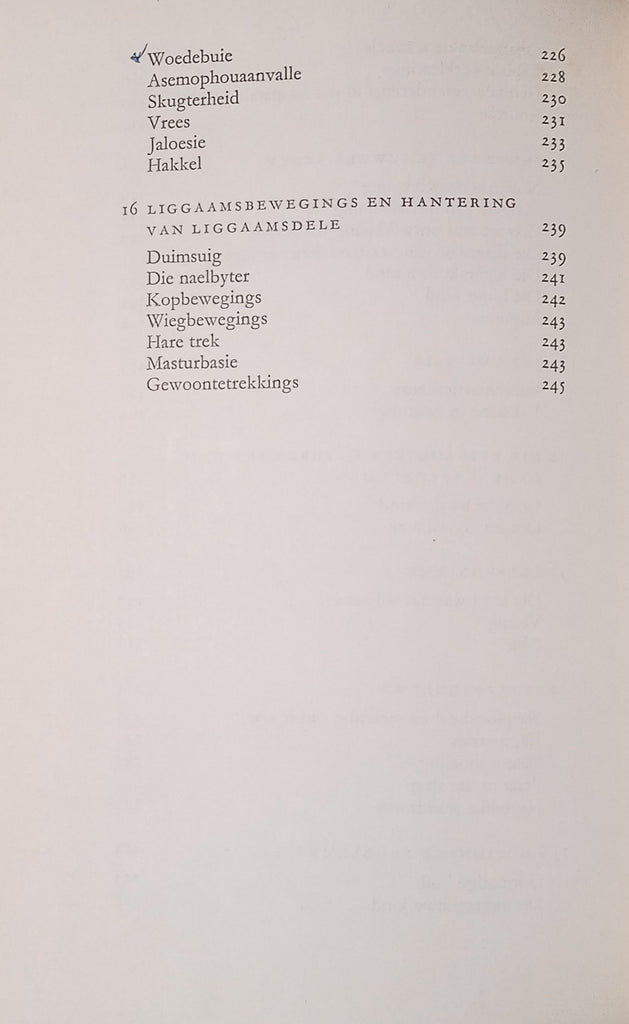 Woedebuie 226
Asemophouaanvalle 228
Skugterheid 230
Vrees 231
Jaloesie 233
Hakkel 235
16 LIGGAAMSBEWEGINGS EN HANTERING
VAN LIGGAAMSDELE 239
Duimsuig 239
Die naelbyter 241
Kopbewegings 242
Wiegbewegings 243
Hare trek 243
Masturbasie 243
Gewoontetrekkings 245